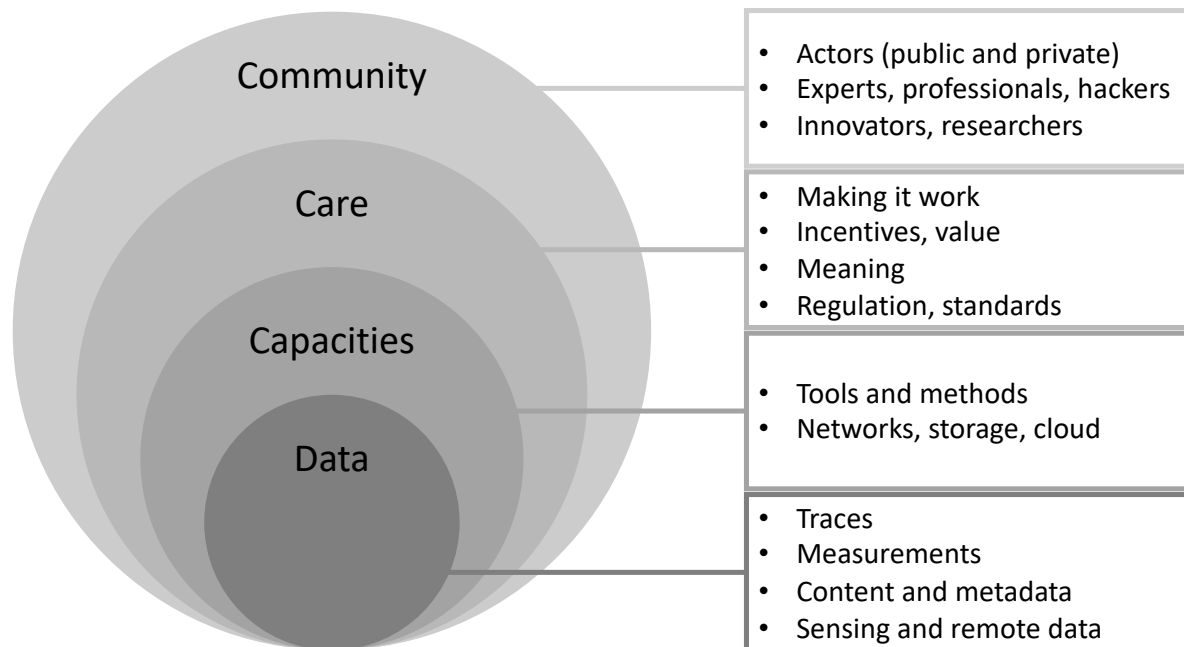 Community
Care
Capacities
Data
• Actors (public and private)
• Experts, professionals, hackers
• Innovators, researchers
• Making it work
• Incentives, value
• Meaning
• Regulation, standards
• Tools and methods
• Networks, storage, cloud
• Traces
• Measurements
• Content and metadata
• Sensing and remote data